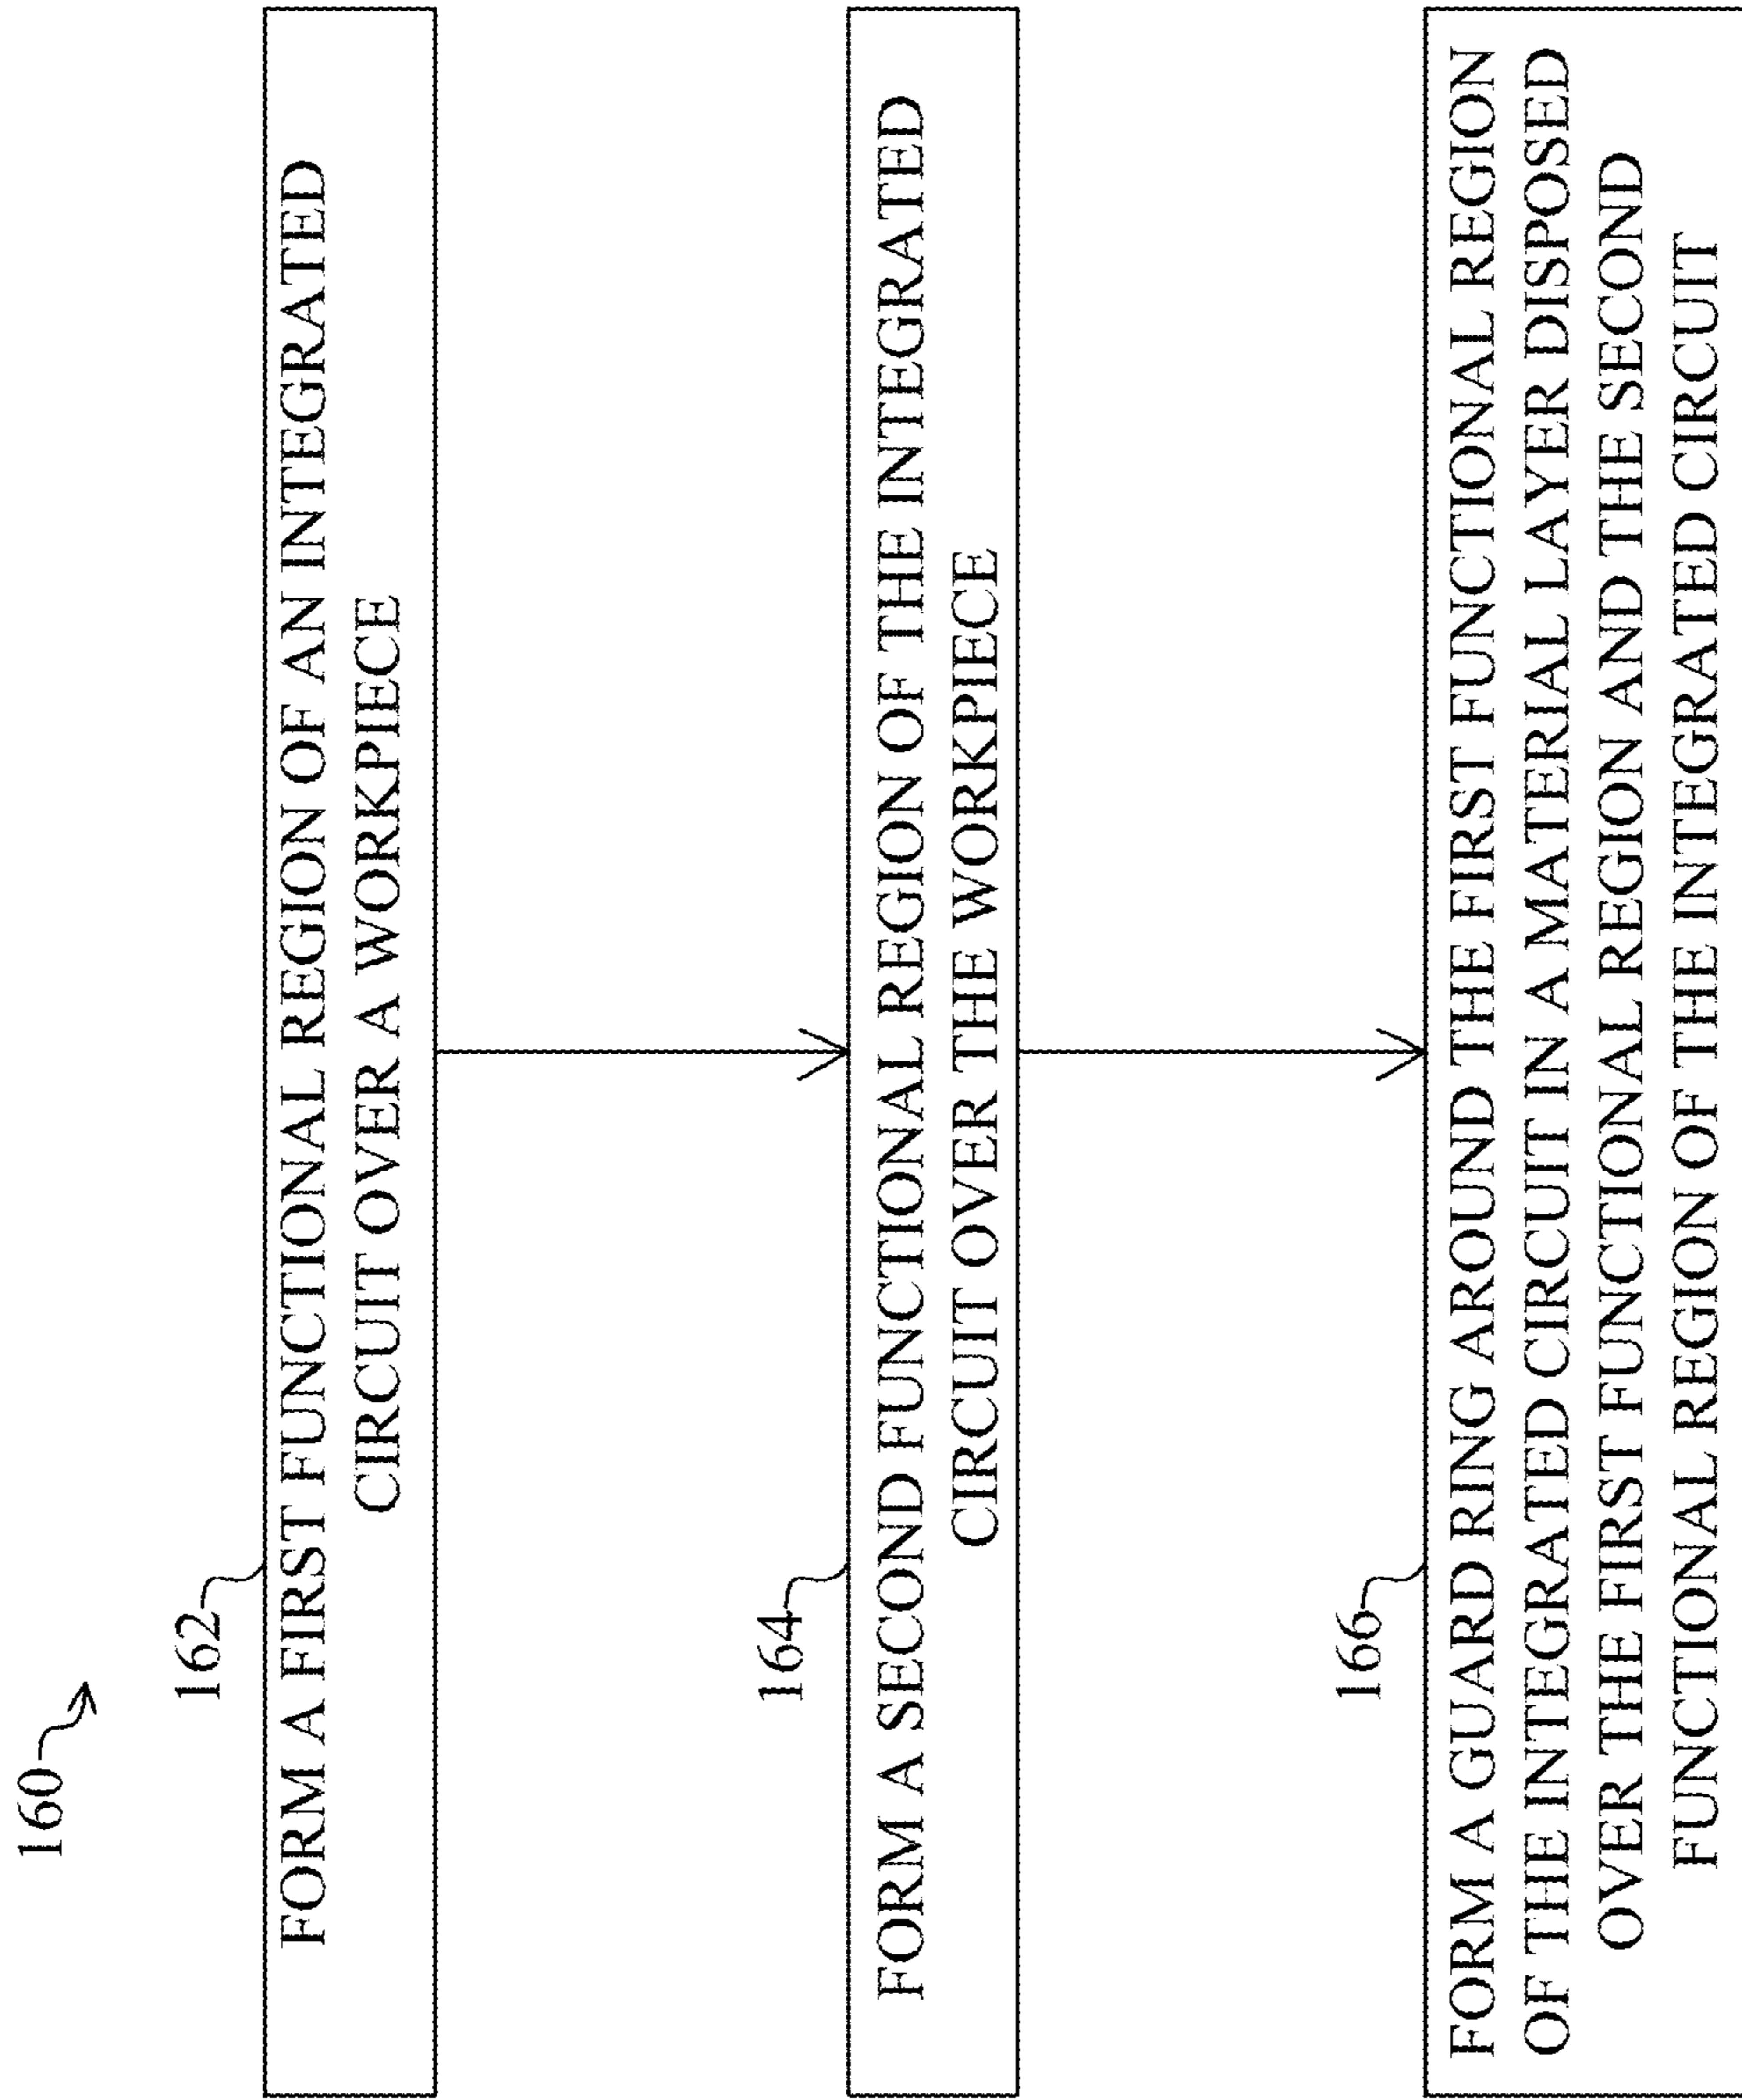 160
162
FORM A FIRST FUNCTIONAL REGION OF AN INTEGRATED
CIRCUIT OVER A WORKPIECE
164
FORM A SECOND FUNCTIONAL REGION OF THE INTEGRATED
CIRCUIT OVER THE WORKPIECE
166
FORM A GUARD RING AROUND THE FIRST FUNCTIONAL REGION
OF THE INTEGRATED CIRCUIT IN A MATERIAL LAYER DISPOSED
OVER THE FIRST FUNCTIONAL REGION AND THE SECOND
FUNCTIONAL REGION OF THE INTEGRATED CIRCUIT